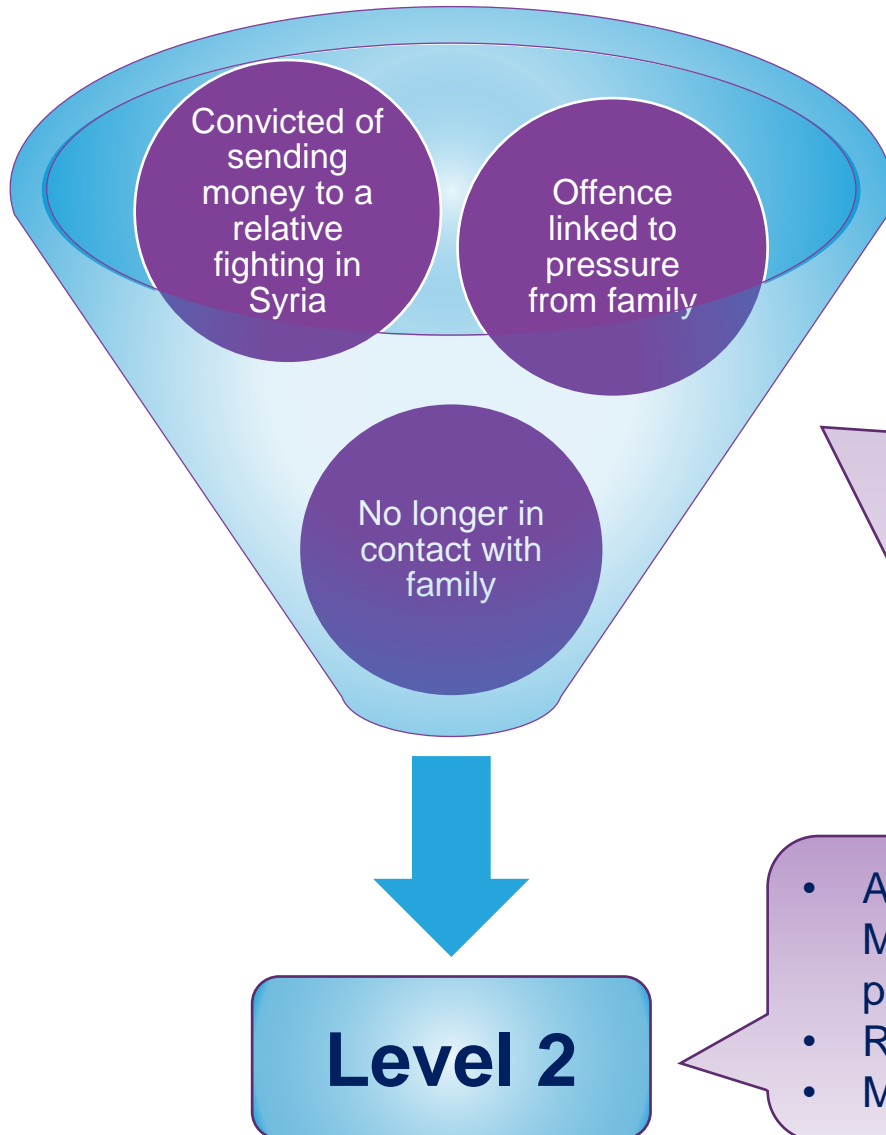 Convicted of
sending
money to a
relative
fighting in
Syria
Offence
linked to
pressure
from family
No longer in
contact with
family
Level 2
•
•
•